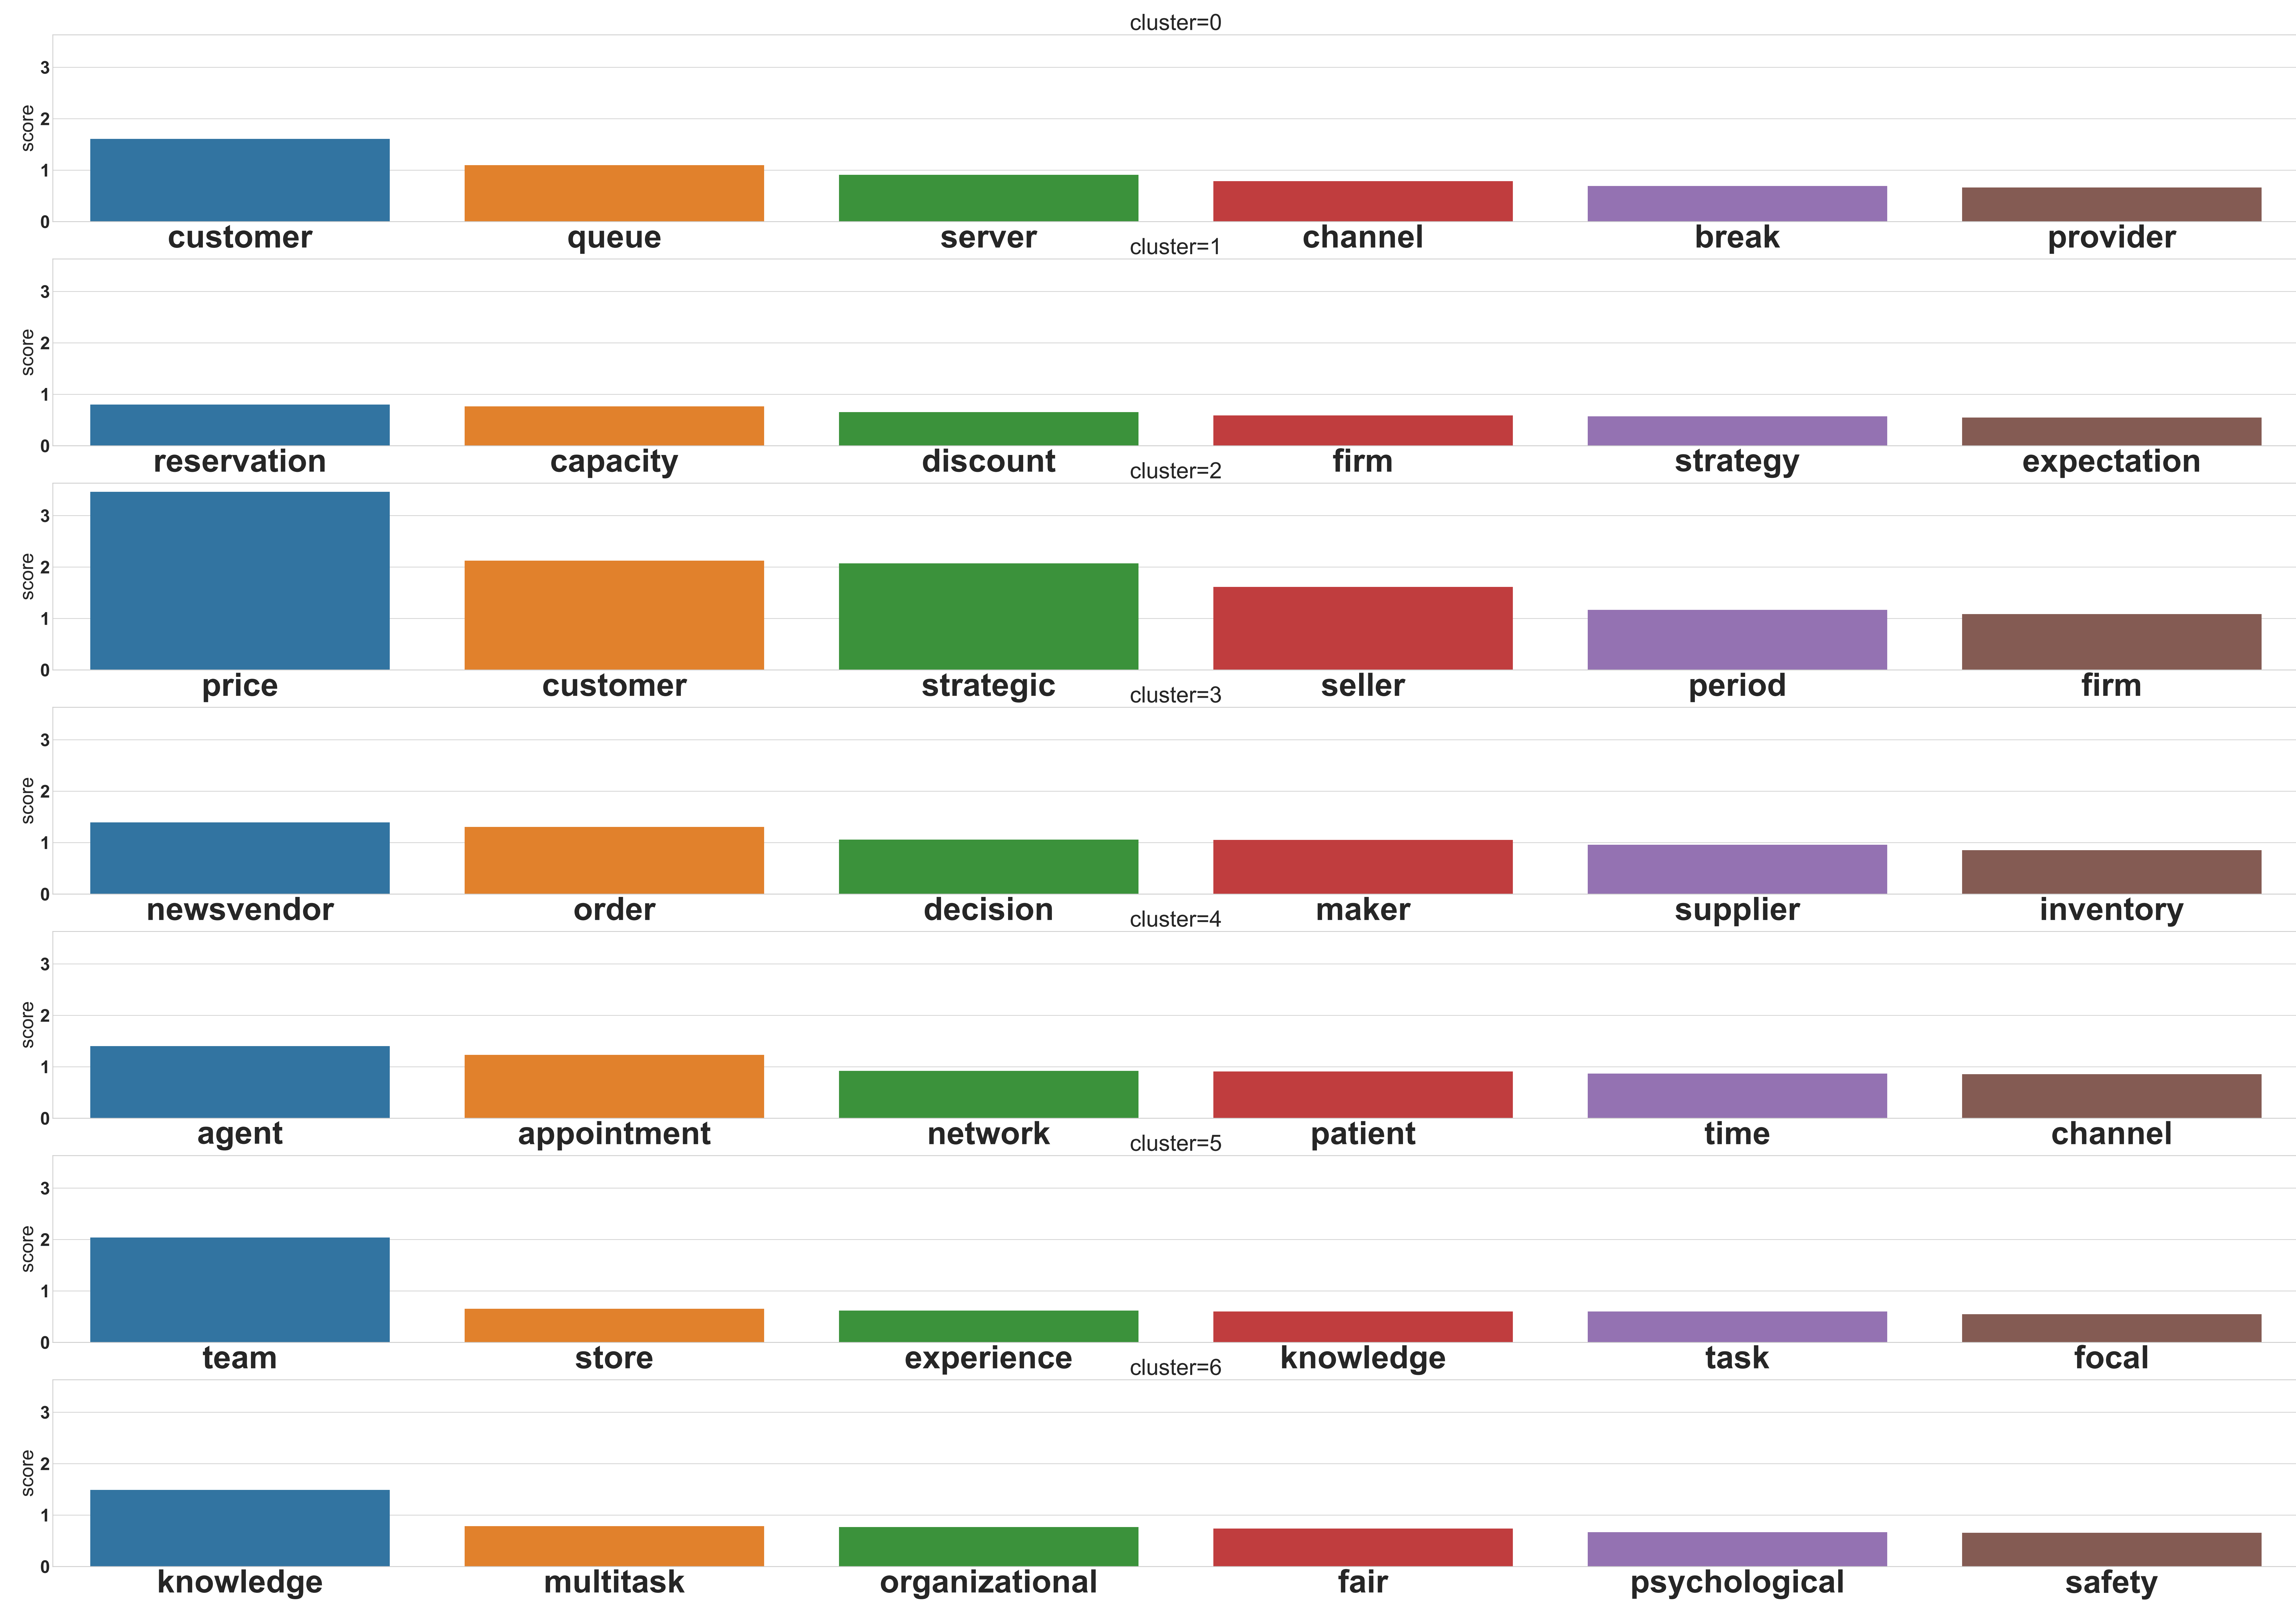 cluster=0
score
3
2
1
0
customer queue server channel break provider
cluster=1
score
3
2
1
0
reservation capacity discount firm strategy expectation
cluster=2
score
3
2
1
0
price customer strategic seller period firm
cluster=3
score
3
2
1
0
newsvendor order decision maker supplier inventory
cluster=4
score
3
2
1
0
agent appointment network patient time channel
cluster=5
score
3
2
1
0
team store experience knowledge task focal
cluster=6
score
3
2
1
0
knowledge multitask organizational fair psychological safety